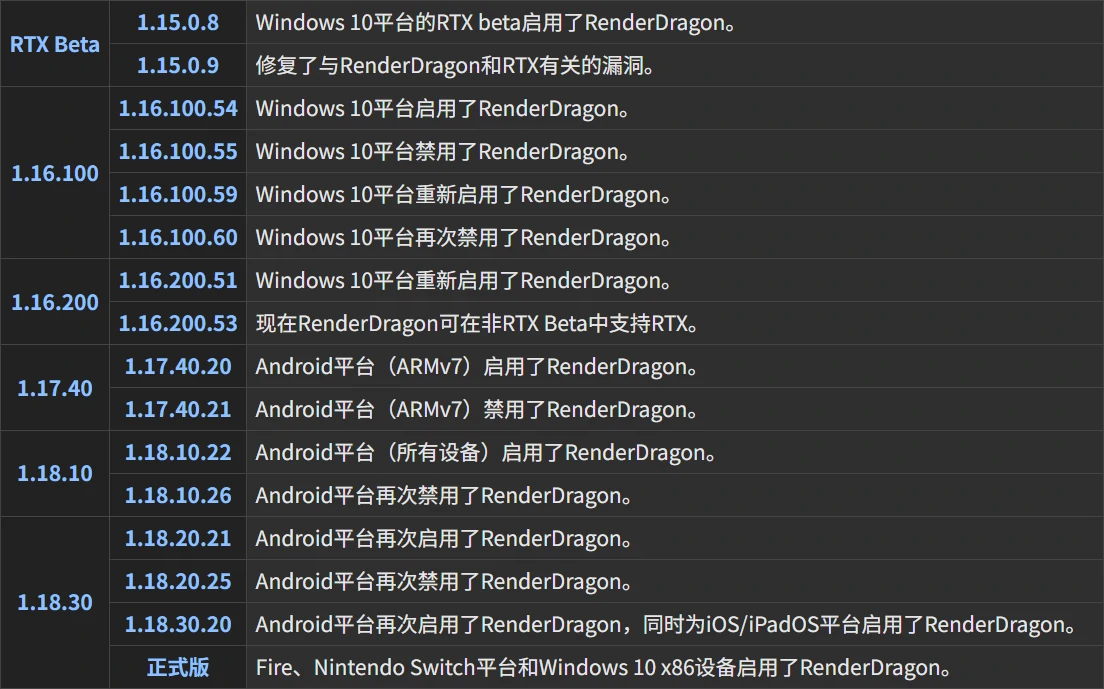 RTX Beta
1.15.0.8 Windows 10平台的RTX beta启用了RenderDragon。
1.15.0.9 修复了与RenderDragon和RTX有关的漏洞。
1.16.100
1.16.100.54 Windows 10平台启用了RenderDragon。
1.16.100.55 Windows 10平台禁用了RenderDragon。
1.16.100.59 Windows 10平台重新启用了RenderDragon。
1.16.100.60 Windows 10平台再次禁用了RenderDragon。
1.16.200
1.16.200.51 Windows 10平台重新启用了RenderDragon。
1.16.200.53 现在RenderDragon可在非RTX Beta中支持RTX。
1.17.40
1.17.40.20 Android平台（ARMv7）启用了RenderDragon。
1.17.40.21 Android平台（ARMv7）禁用了RenderDragon。
1.18.10
1.18.10.22 Android平台（所有设备）启用了RenderDragon。
1.18.10.26 Android平台再次禁用了RenderDragon。
1.18.30
1.18.20.21 Android平台再次启用了RenderDragon。
1.18.20.25 Android平台再次禁用了RenderDragon。
1.18.30.20 Android平台再次启用了RenderDragon，同时为iOS/iPadOS平台启用了RenderDragon。
正式版 Fire、Nintendo Switch平台和Windows 10 x86设备启用了RenderDragon。